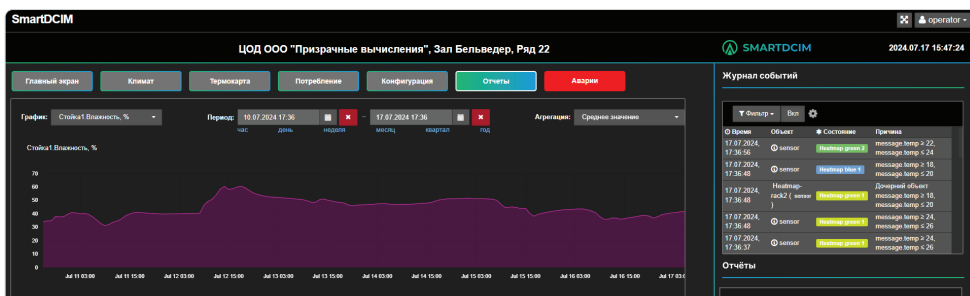 SmartDCIM
operator
ЦОД ООО "Призрачные вычисления", Зал Бельведер, Ряд 22
SMARTDCIM
2024.07.17 15:47:24
Главный экран
Климат
Термокарта
Потребление
Конфигурация
Отчеты
Аварии
График: Стойка1.Влажность, %
Период: 10.07.2024 17:36 – 17.07.2024 17:36
Агрегация: Среднее значение
час день неделя месяц квартал год
Стойка1.Влажность, %
70
60
50
40
30
20
10
0
Jul 11 03:00 Jul 11 15:00 Jul 12 03:00 Jul 12 15:00 Jul 13 03:00 Jul 13 15:00 Jul 14 03:00 Jul 14 15:00 Jul 15 03:00 Jul 15 15:00 Jul 16 03:00 Jul 16 15:00 Jul 17 03:0
Журнал событий
Фильтр Вкл
Время Объект Состояние Причина
17.07.2024, 17:36:56 sensor Heatmap green 2 message.temp ≥ 22, message.temp ≤ 24
17.07.2024, 17:36:48 sensor Heatmap blue 1 message.temp ≥ 18, message.temp ≤ 20
17.07.2024, 17:36:48 Heatmap-rack2 ( sensor ) Heatmap green 1 Дочерний объект message.temp ≥ 18, message.temp ≤ 20
17.07.2024, 17:36:48 sensor Heatmap green 1 message.temp ≥ 24, message.temp ≤ 26
17.07.2024, 17:36:37 sensor Heatmap green 1 message.temp ≥ 24, message.temp ≤ 26
Отчёты